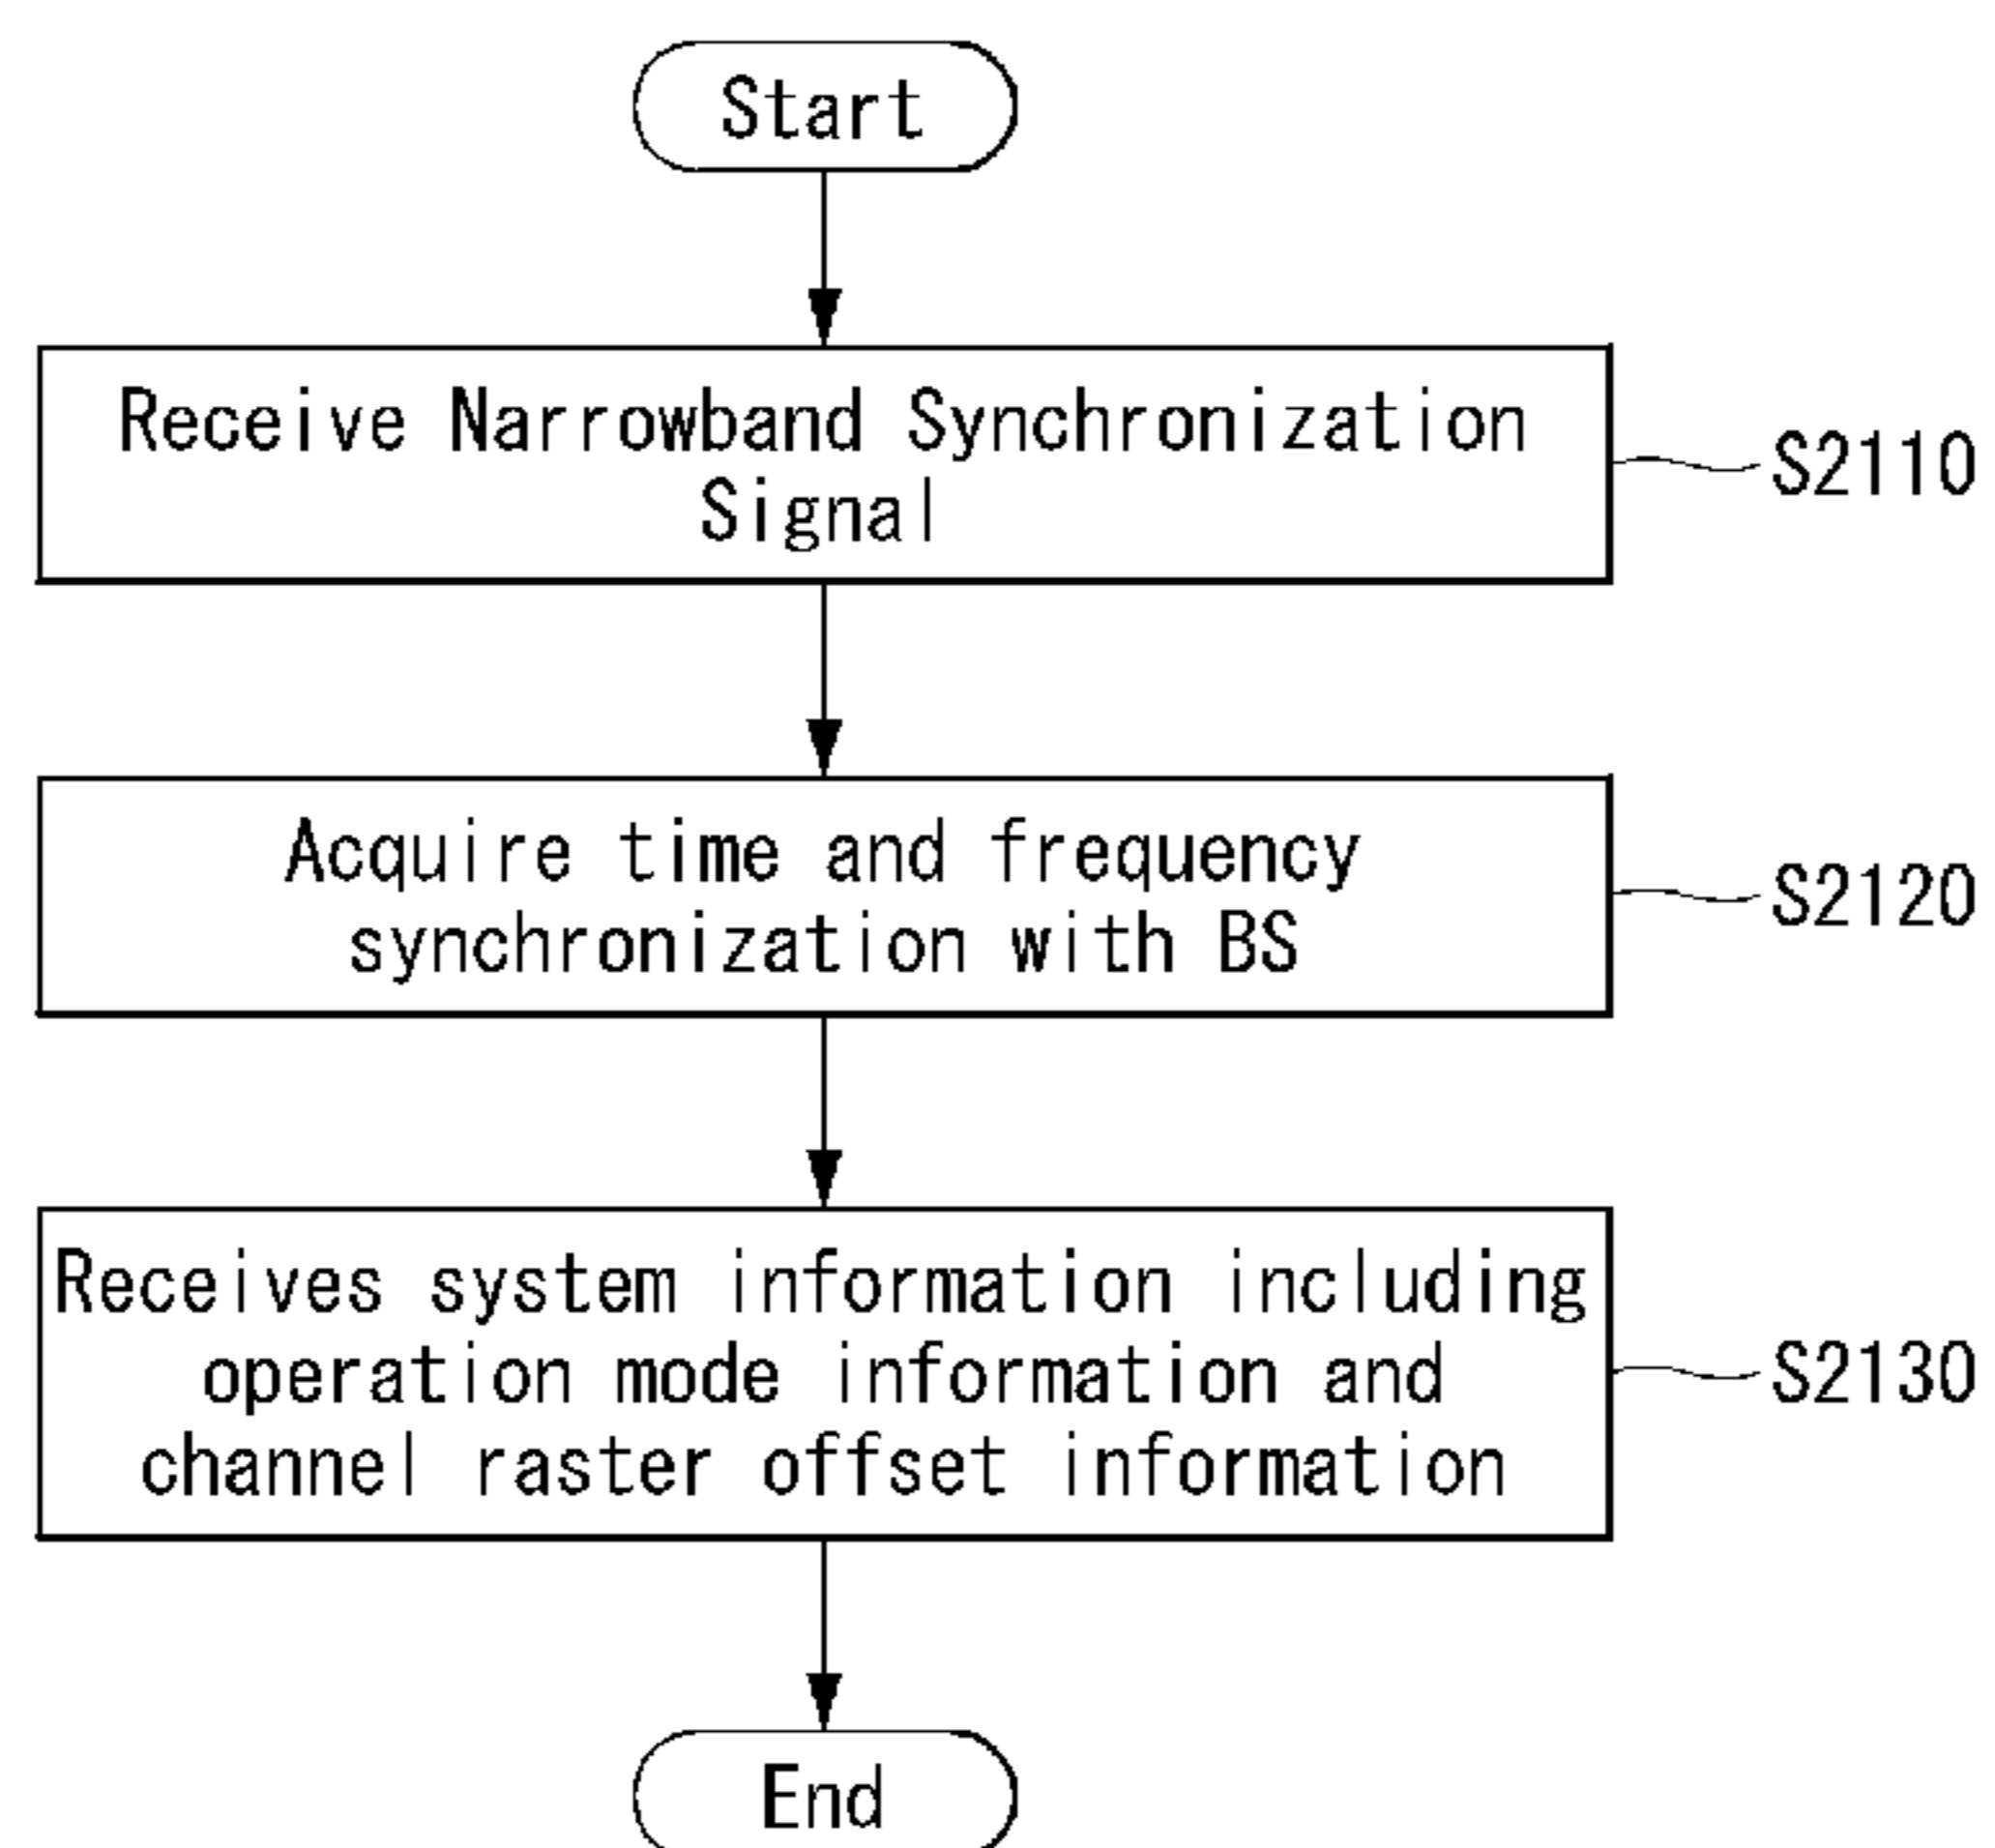 Start
Receive Narrowband Synchronization
Signal
S2110
Acquire time and frequency
synchronization with BS
S2120
Receives system information including
operation mode information and
channel raster offset information
S2130
End